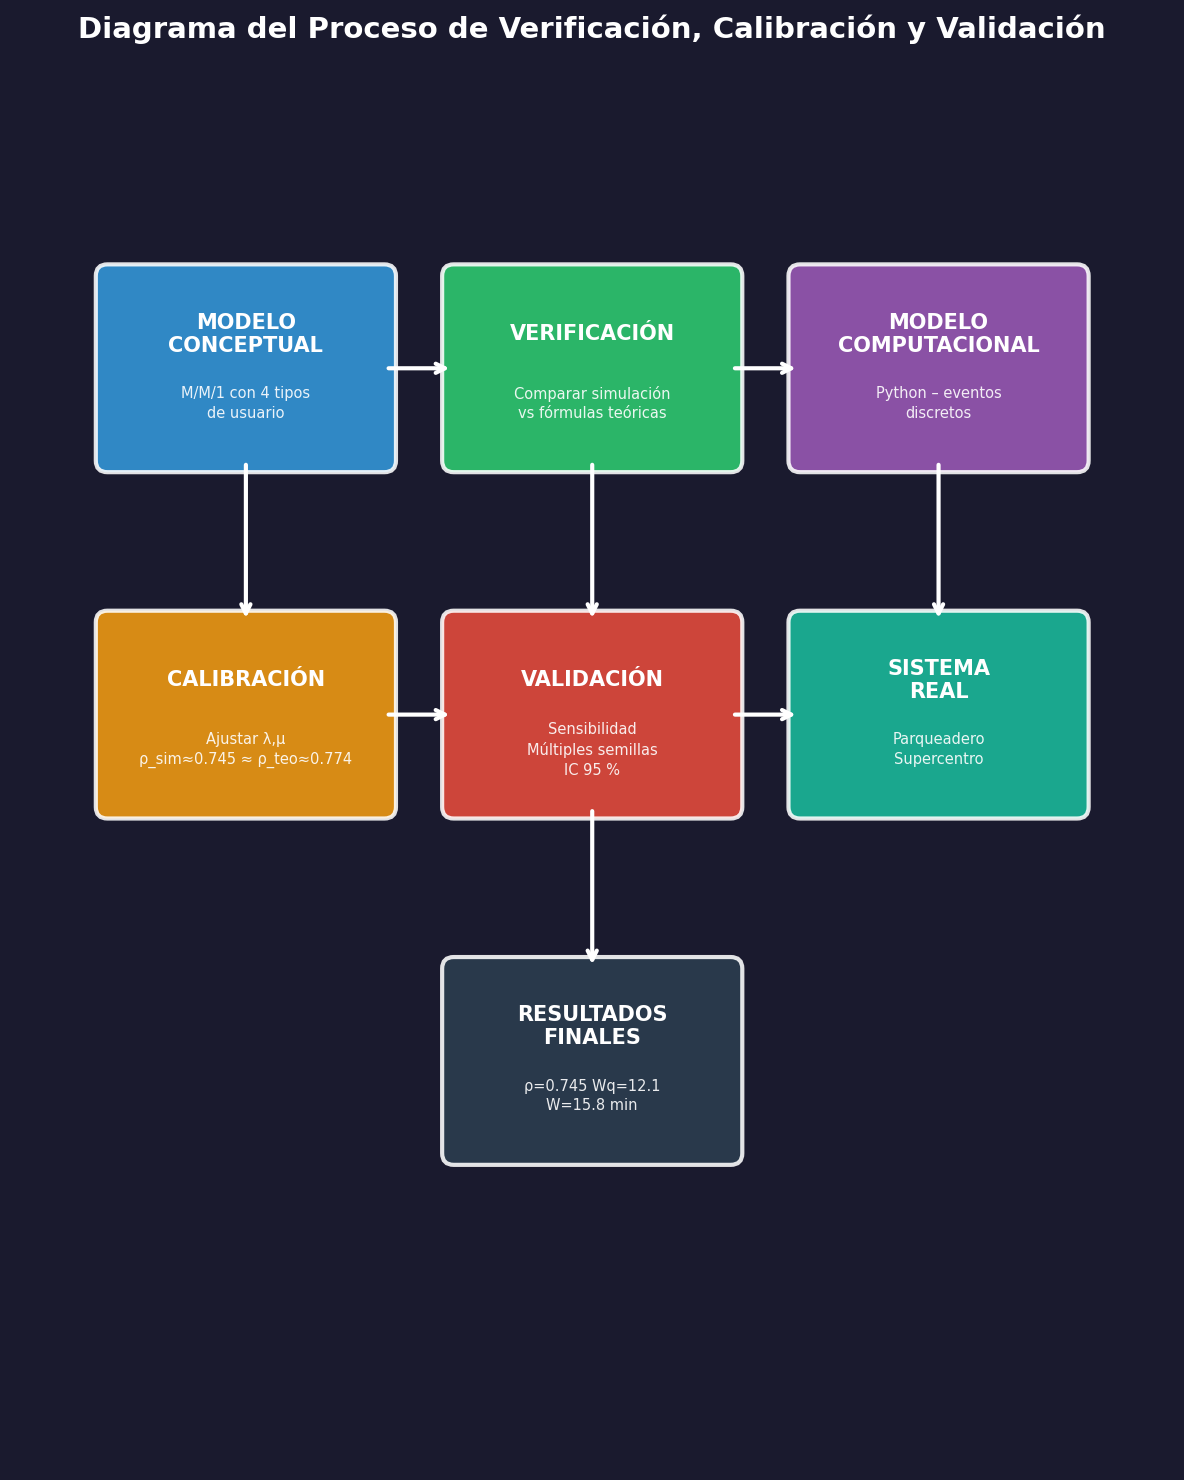 Diagrama del Proceso de Verificación, Calibración y Validación
MODELO
CONCEPTUAL
M/M/1 con 4 tipos
de usuario
VERIFICACIÓN
Comparar simulación
vs fórmulas teóricas
MODELO
COMPUTACIONAL
Python – eventos
discretos
CALIBRACIÓN
Ajustar λ,μ
ρ_sim≈0.745 ≈ ρ_teo≈0.774
VALIDACIÓN
Sensibilidad
Múltiples semillas
IC 95 %
SISTEMA
REAL
Parqueadero
Supercentro
RESULTADOS
FINALES
ρ=0.745 Wq=12.1
W=15.8 min